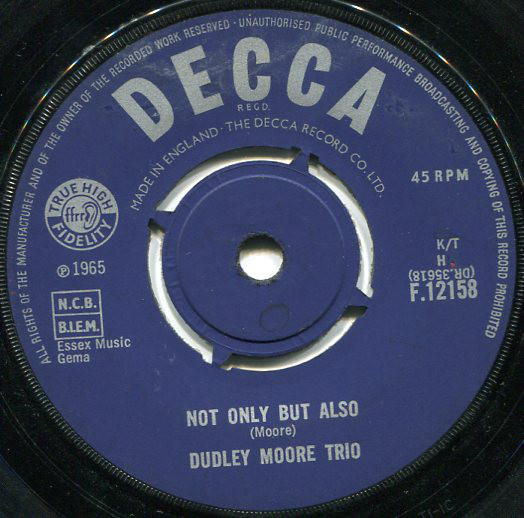 ALL RIGHTS OF THE MANUFACTURER AND OF THE OWNER OF THE RECORDED WORK RESERVED · UNAUTHORISED PUBLIC PERFORMANCE BROADCASTING AND COPYING OF THIS RECORD PROHIBITED
DECCA
REGD.
MADE IN ENGLAND · THE DECCA RECORD CO. LTD.
TRUE HIGH
ffrr
FIDELITY
℗ 1965
N.C.B.
B.I.E.M.
Essex Music
Gema
45 RPM
K/T
H
(DR.35618)
F.12158
NOT ONLY BUT ALSO
(Moore)
DUDLEY MOORE TRIO